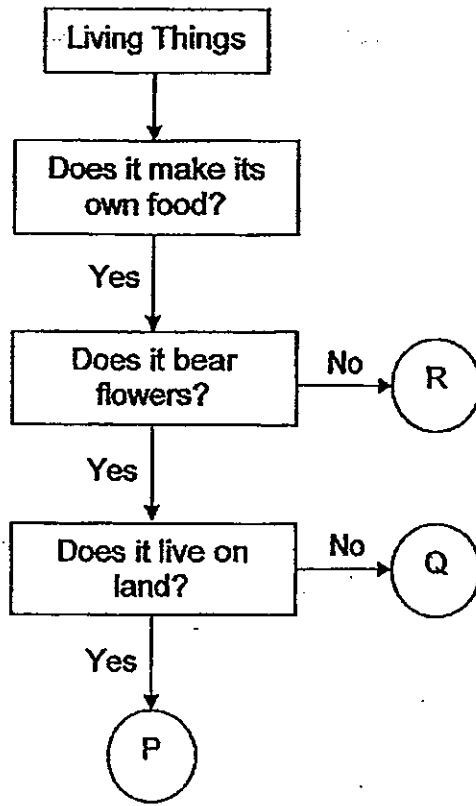 Living Things
Does it make its
own food?
Yes
Does it bear
flowers?
No
R
Yes
Does it live on
land?
No
Q
Yes
P